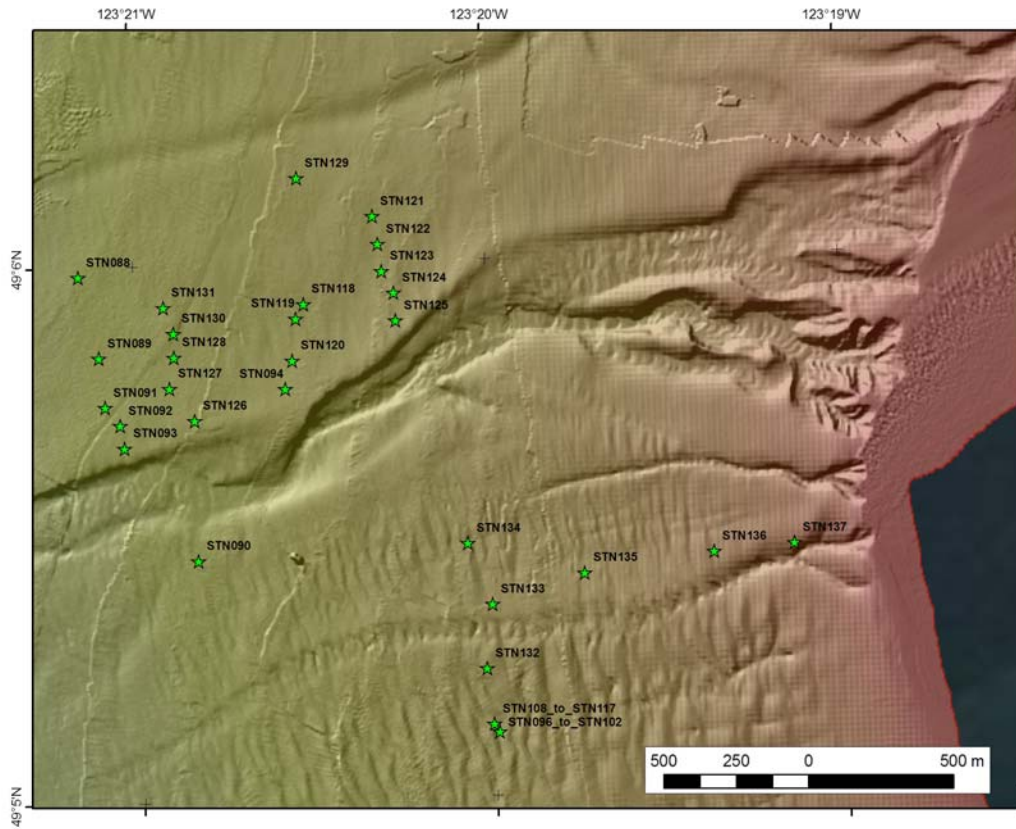 123°21'W 123°20'W 123°19'W
STN129
STN121
STN122
STN123
49°6'N
STN088
STN124
STN131
STN119 STN118
STN125
STN130
STN128
STN089
STN120
STN127
STN094
STN091
STN092
STN126
STN093
STN134
STN136
STN137
STN090
STN135
STN133
STN132
STN108_to_STN117
STN096_to_STN102
500 250 0 500 m
49°5'N